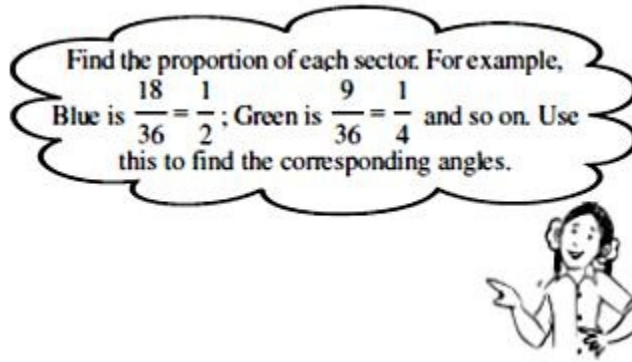 Find the proportion of each sector. For example,
Blue is 18/36 = 1/2 ; Green is 9/36 = 1/4 and so on. Use
this to find the corresponding angles.